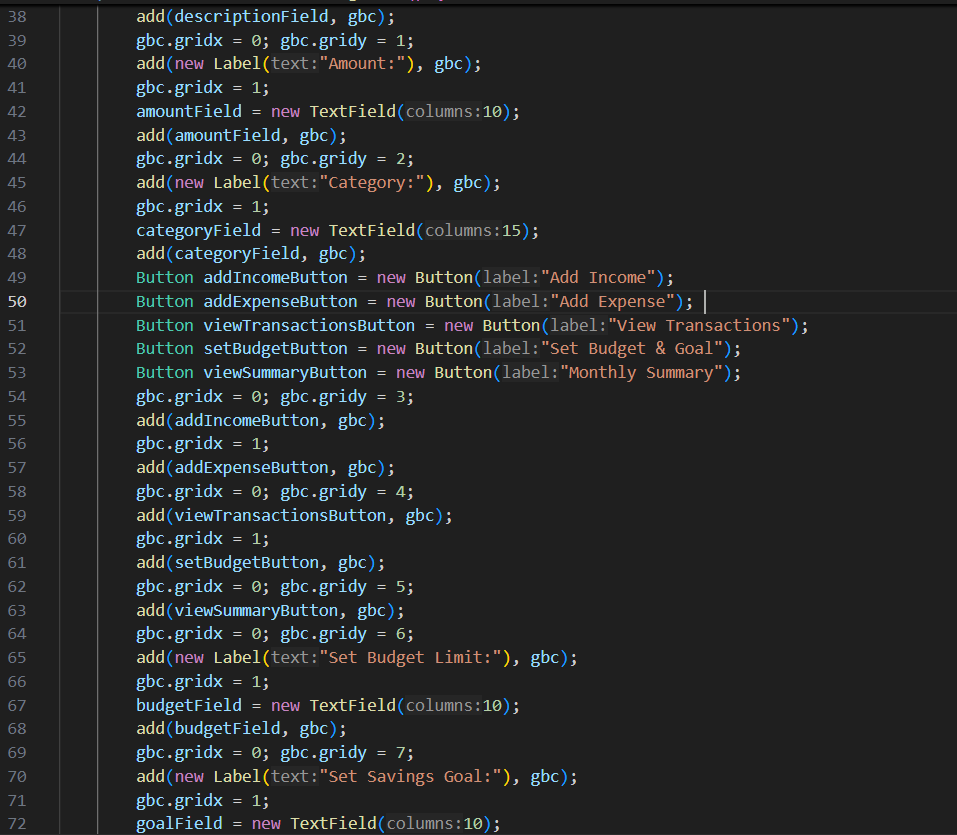 38 add(descriptionField, gbc);
39 gbc.gridx = 0; gbc.gridy = 1;
40 add(new Label(text:"Amount:"), gbc);
41 gbc.gridx = 1;
42 amountField = new TextField(columns:10);
43 add(amountField, gbc);
44 gbc.gridx = 0; gbc.gridy = 2;
45 add(new Label(text:"Category:"), gbc);
46 gbc.gridx = 1;
47 categoryField = new TextField(columns:15);
48 add(categoryField, gbc);
49 Button addIncomeButton = new Button(label:"Add Income");
50 Button addExpenseButton = new Button(label:"Add Expense");
51 Button viewTransactionsButton = new Button(label:"View Transactions");
52 Button setBudgetButton = new Button(label:"Set Budget & Goal");
53 Button viewSummaryButton = new Button(label:"Monthly Summary");
54 gbc.gridx = 0; gbc.gridy = 3;
55 add(addIncomeButton, gbc);
56 gbc.gridx = 1;
57 add(addExpenseButton, gbc);
58 gbc.gridx = 0; gbc.gridy = 4;
59 add(viewTransactionsButton, gbc);
60 gbc.gridx = 1;
61 add(setBudgetButton, gbc);
62 gbc.gridx = 0; gbc.gridy = 5;
63 add(viewSummaryButton, gbc);
64 gbc.gridx = 0; gbc.gridy = 6;
65 add(new Label(text:"Set Budget Limit:"), gbc);
66 gbc.gridx = 1;
67 budgetField = new TextField(columns:10);
68 add(budgetField, gbc);
69 gbc.gridx = 0; gbc.gridy = 7;
70 add(new Label(text:"Set Savings Goal:"), gbc);
71 gbc.gridx = 1;
72 goalField = new TextField(columns:10);